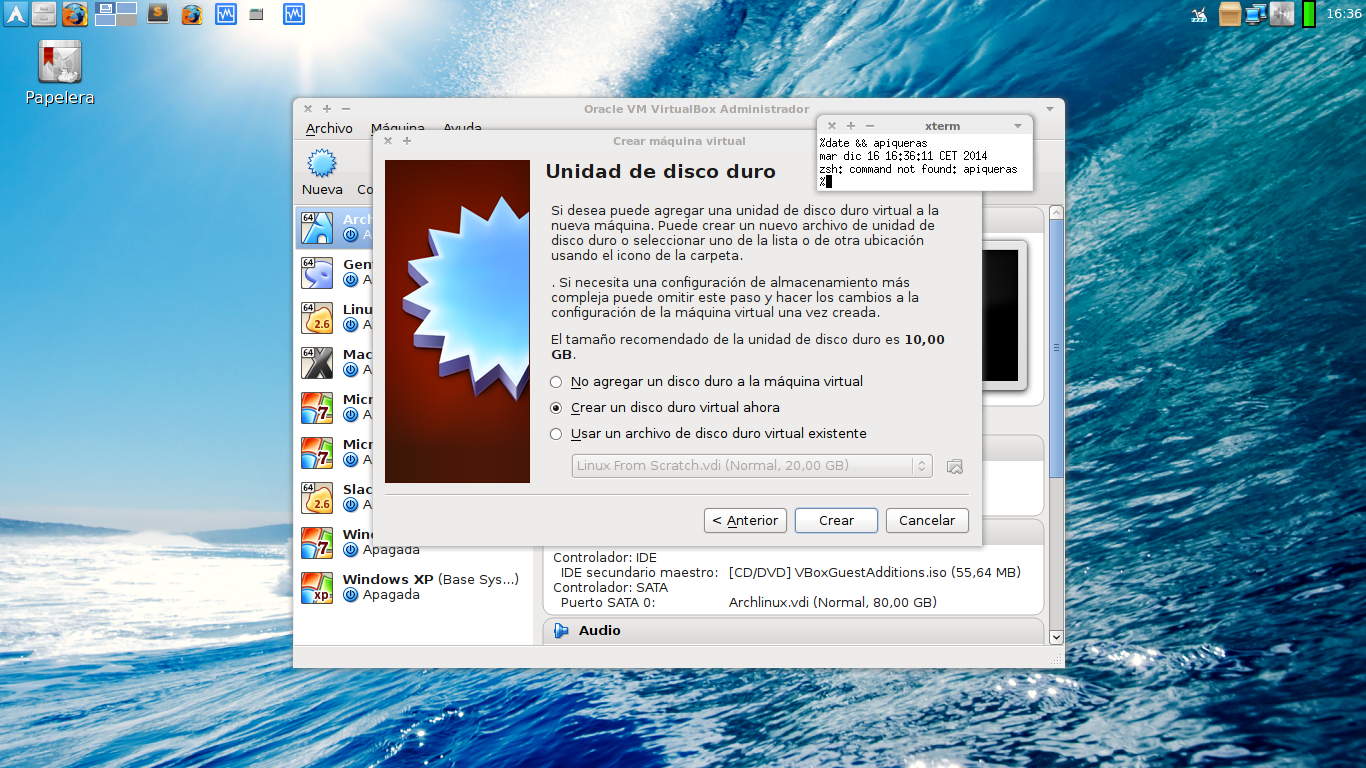 16:36
Papelera
Oracle VM VirtualBox Administrador
Archivo Máquina Ayuda
Nueva Co
Crear máquina virtual
Unidad de disco duro
Si desea puede agregar una unidad de disco duro virtual a la
nueva máquina. Puede crear un nuevo archivo de unidad de
disco duro o seleccionar uno de la lista o de otra ubicación
usando el icono de la carpeta.
. Si necesita una configuración de almacenamiento más
compleja puede omitir este paso y hacer los cambios a la
configuración de la máquina virtual una vez creada.
El tamaño recomendado de la unidad de disco duro es 10,00
GB.
No agregar un disco duro a la máquina virtual
Crear un disco duro virtual ahora
Usar un archivo de disco duro virtual existente
Linux From Scratch.vdi (Normal, 20,00 GB)
< Anterior Crear Cancelar
xterm
%date && apiqueras
mar dic 16 16:36:11 CET 2014
zsh: command not found: apiqueras
%
64 Arch
A
64 Gen
A
64 Linu
2.6 A
64 Mac
A
Micr
7 A
Micr
7 A
64 Slac
2.6 A
Wind
7 Apagada
64 Windows XP (Base Sys...)
xp Apagada
Controlador: IDE
IDE secundario maestro: [CD/DVD] VBoxGuestAdditions.iso (55,64 MB)
Controlador: SATA
Puerto SATA 0: Archlinux.vdi (Normal, 80,00 GB)
Audio